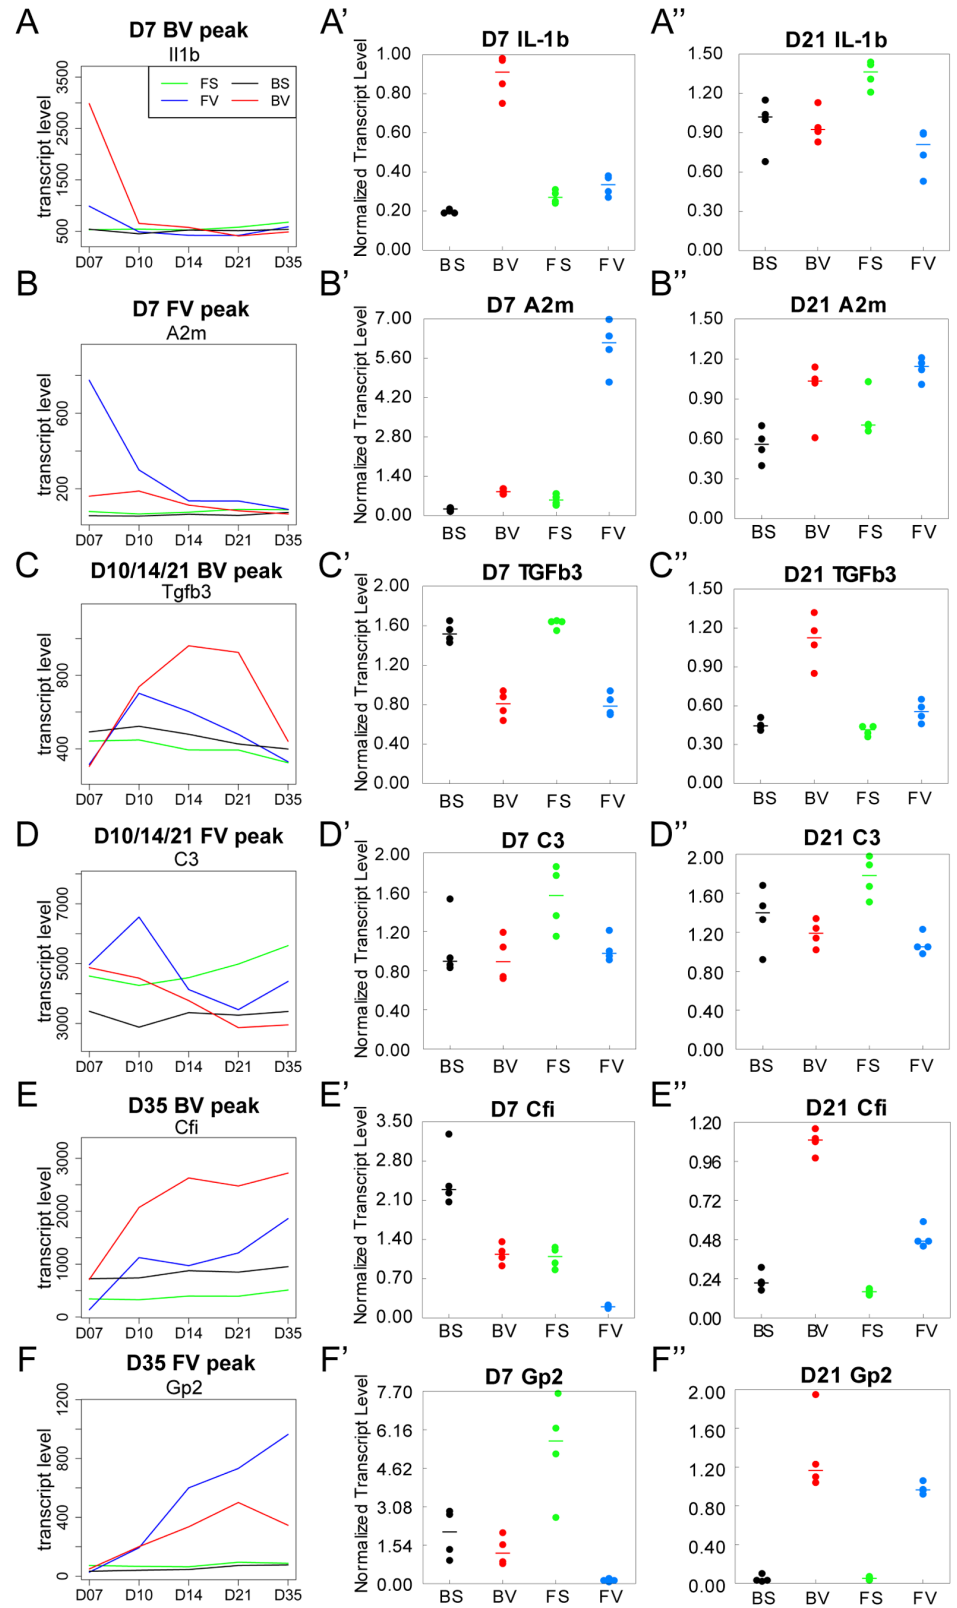 A
D7 BV peak
Il1b
transcript level
3500
2500
1500
500
FS
BS
FV
BV
D07 D10 D14 D21 D35
A'
D7 IL-1b
Normalized Transcript Level
1.00
0.80
0.60
0.40
0.20
0.00
BS BV FS FV
A''
D21 IL-1b
1.50
1.20
0.90
0.60
0.30
0.00
BS BV FS FV
B
D7 FV peak
A2m
transcript level
600
200
D07 D10 D14 D21 D35
B'
D7 A2m
Normalized Transcript Level
7.00
5.60
4.20
2.80
1.40
0.00
BS BV FS FV
B''
D21 A2m
1.50
1.20
0.90
0.60
0.30
0.00
BS BV FS FV
C
D10/14/21 BV peak
Tgfb3
transcript level
800
400
D07 D10 D14 D21 D35
C'
D7 TGFb3
Normalized Transcript Level
2.00
1.60
1.20
0.80
0.40
0.00
BS BV FS FV
C''
D21 TGFb3
1.50
1.20
0.90
0.60
0.30
0.00
BS BV FS FV
D
D10/14/21 FV peak
C3
transcript level
7000
5000
3000
D07 D10 D14 D21 D35
D'
D7 C3
Normalized Transcript Level
2.00
1.60
1.20
0.80
0.40
0.00
BS BV FS FV
D''
D21 C3
2.00
1.60
1.20
0.80
0.40
0.00
BS BV FS FV
E
D35 BV peak
Cfi
transcript level
3000
2000
1000
0
D07 D10 D14 D21 D35
E'
D7 Cfi
Normalized Transcript Level
3.50
2.80
2.10
1.40
0.70
0.00
BS BV FS FV
E''
D21 Cfi
1.20
0.96
0.72
0.48
0.24
0.00
BS BV FS FV
F
D35 FV peak
Gp2
transcript level
1200
800
400
0
D07 D10 D14 D21 D35
F'
D7 Gp2
Normalized Transcript Level
7.70
6.16
4.62
3.08
1.54
0.00
BS BV FS FV
F''
D21 Gp2
2.00
1.60
1.20
0.80
0.40
0.00
BS BV FS FV